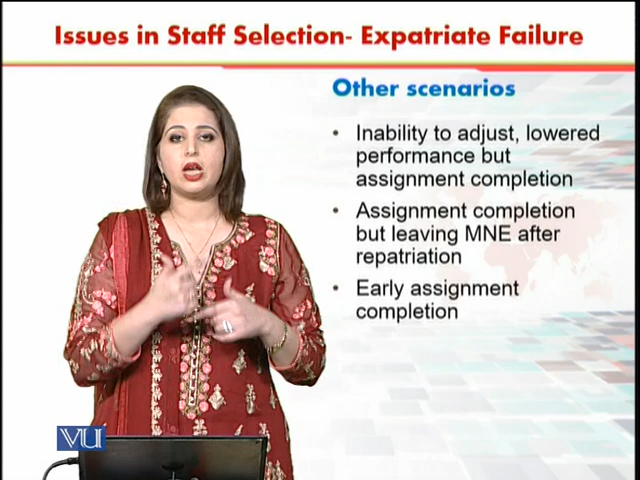 Issues in Staff Selection- Expatriate Failure
Other scenarios
• Inability to adjust, lowered
performance but
assignment completion
• Assignment completion
but leaving MNE after
repatriation
• Early assignment
completion
VU